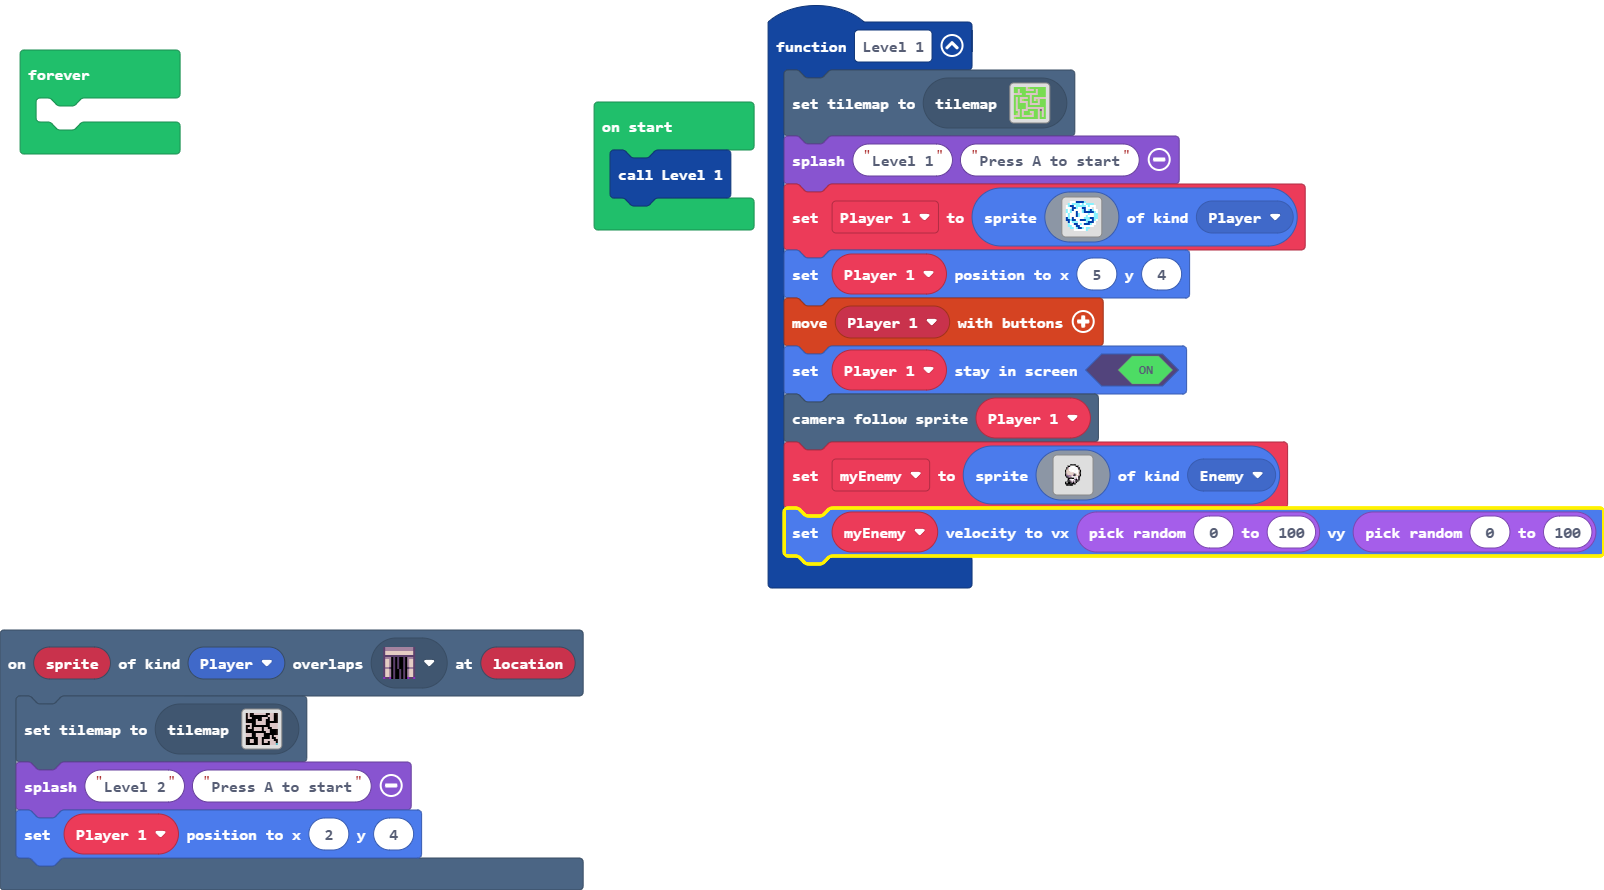 forever
on start
call Level 1
function Level 1
set tilemap to tilemap
splash "Level 1" "Press A to start"
set Player 1 to sprite of kind Player
set Player 1 position to x 5 y 4
move Player 1 with buttons
set Player 1 stay in screen ON
camera follow sprite Player 1
set myEnemy to sprite of kind Enemy
set myEnemy velocity to vx pick random 0 to 100 vy pick random 0 to 100
on sprite of kind Player overlaps at location
set tilemap to tilemap
splash "Level 2" "Press A to start"
set Player 1 position to x 2 y 4